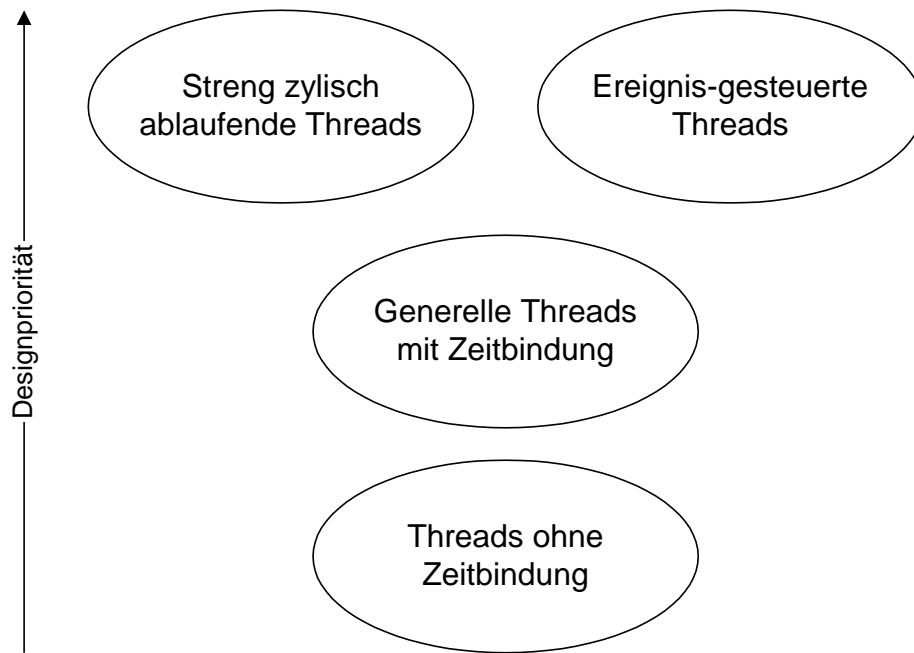 Streng zylisch
ablaufende Threads
Ereignis-gesteuerte
Threads
Designpriorität
Generelle Threads
mit Zeitbindung
Threads ohne
Zeitbindung